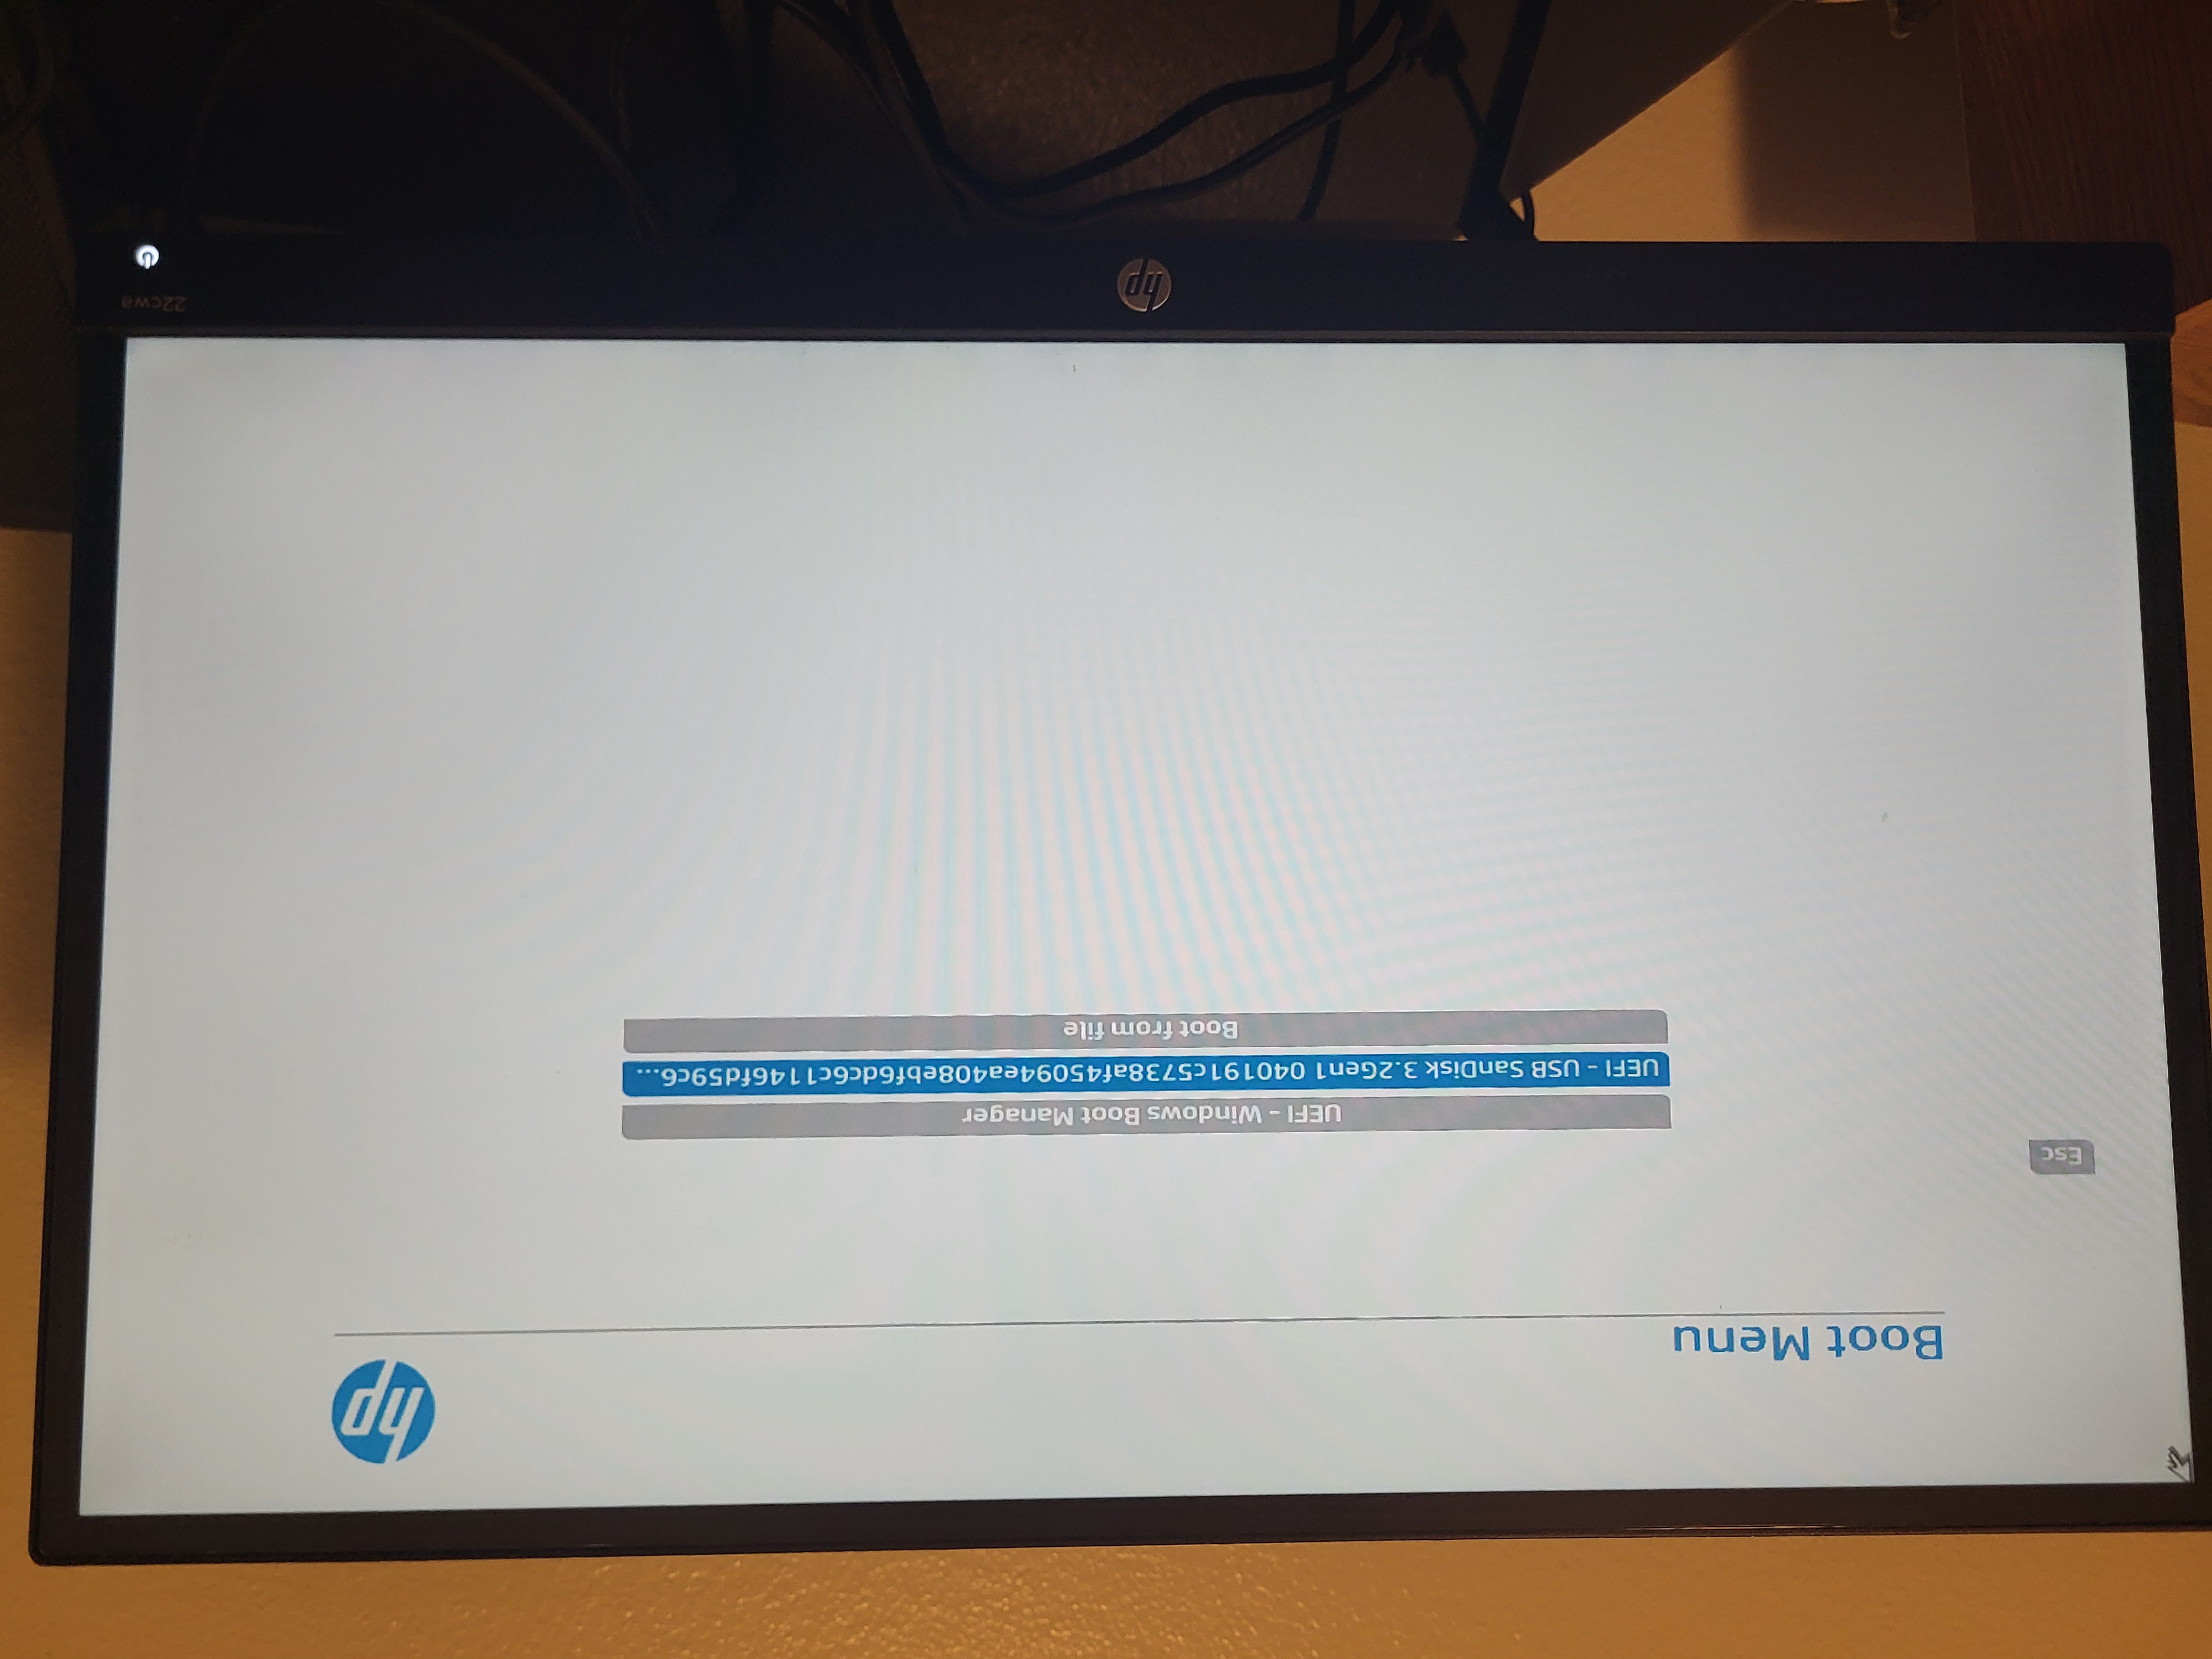 hp
Boot Menu
Esc
UEFI - Windows Boot Manager
UEFI - USB SanDisk 3.2Gen1 040191c5738af45094ea408ebf6dc6c1146fd59c6...
Boot from file
hp
22cwa